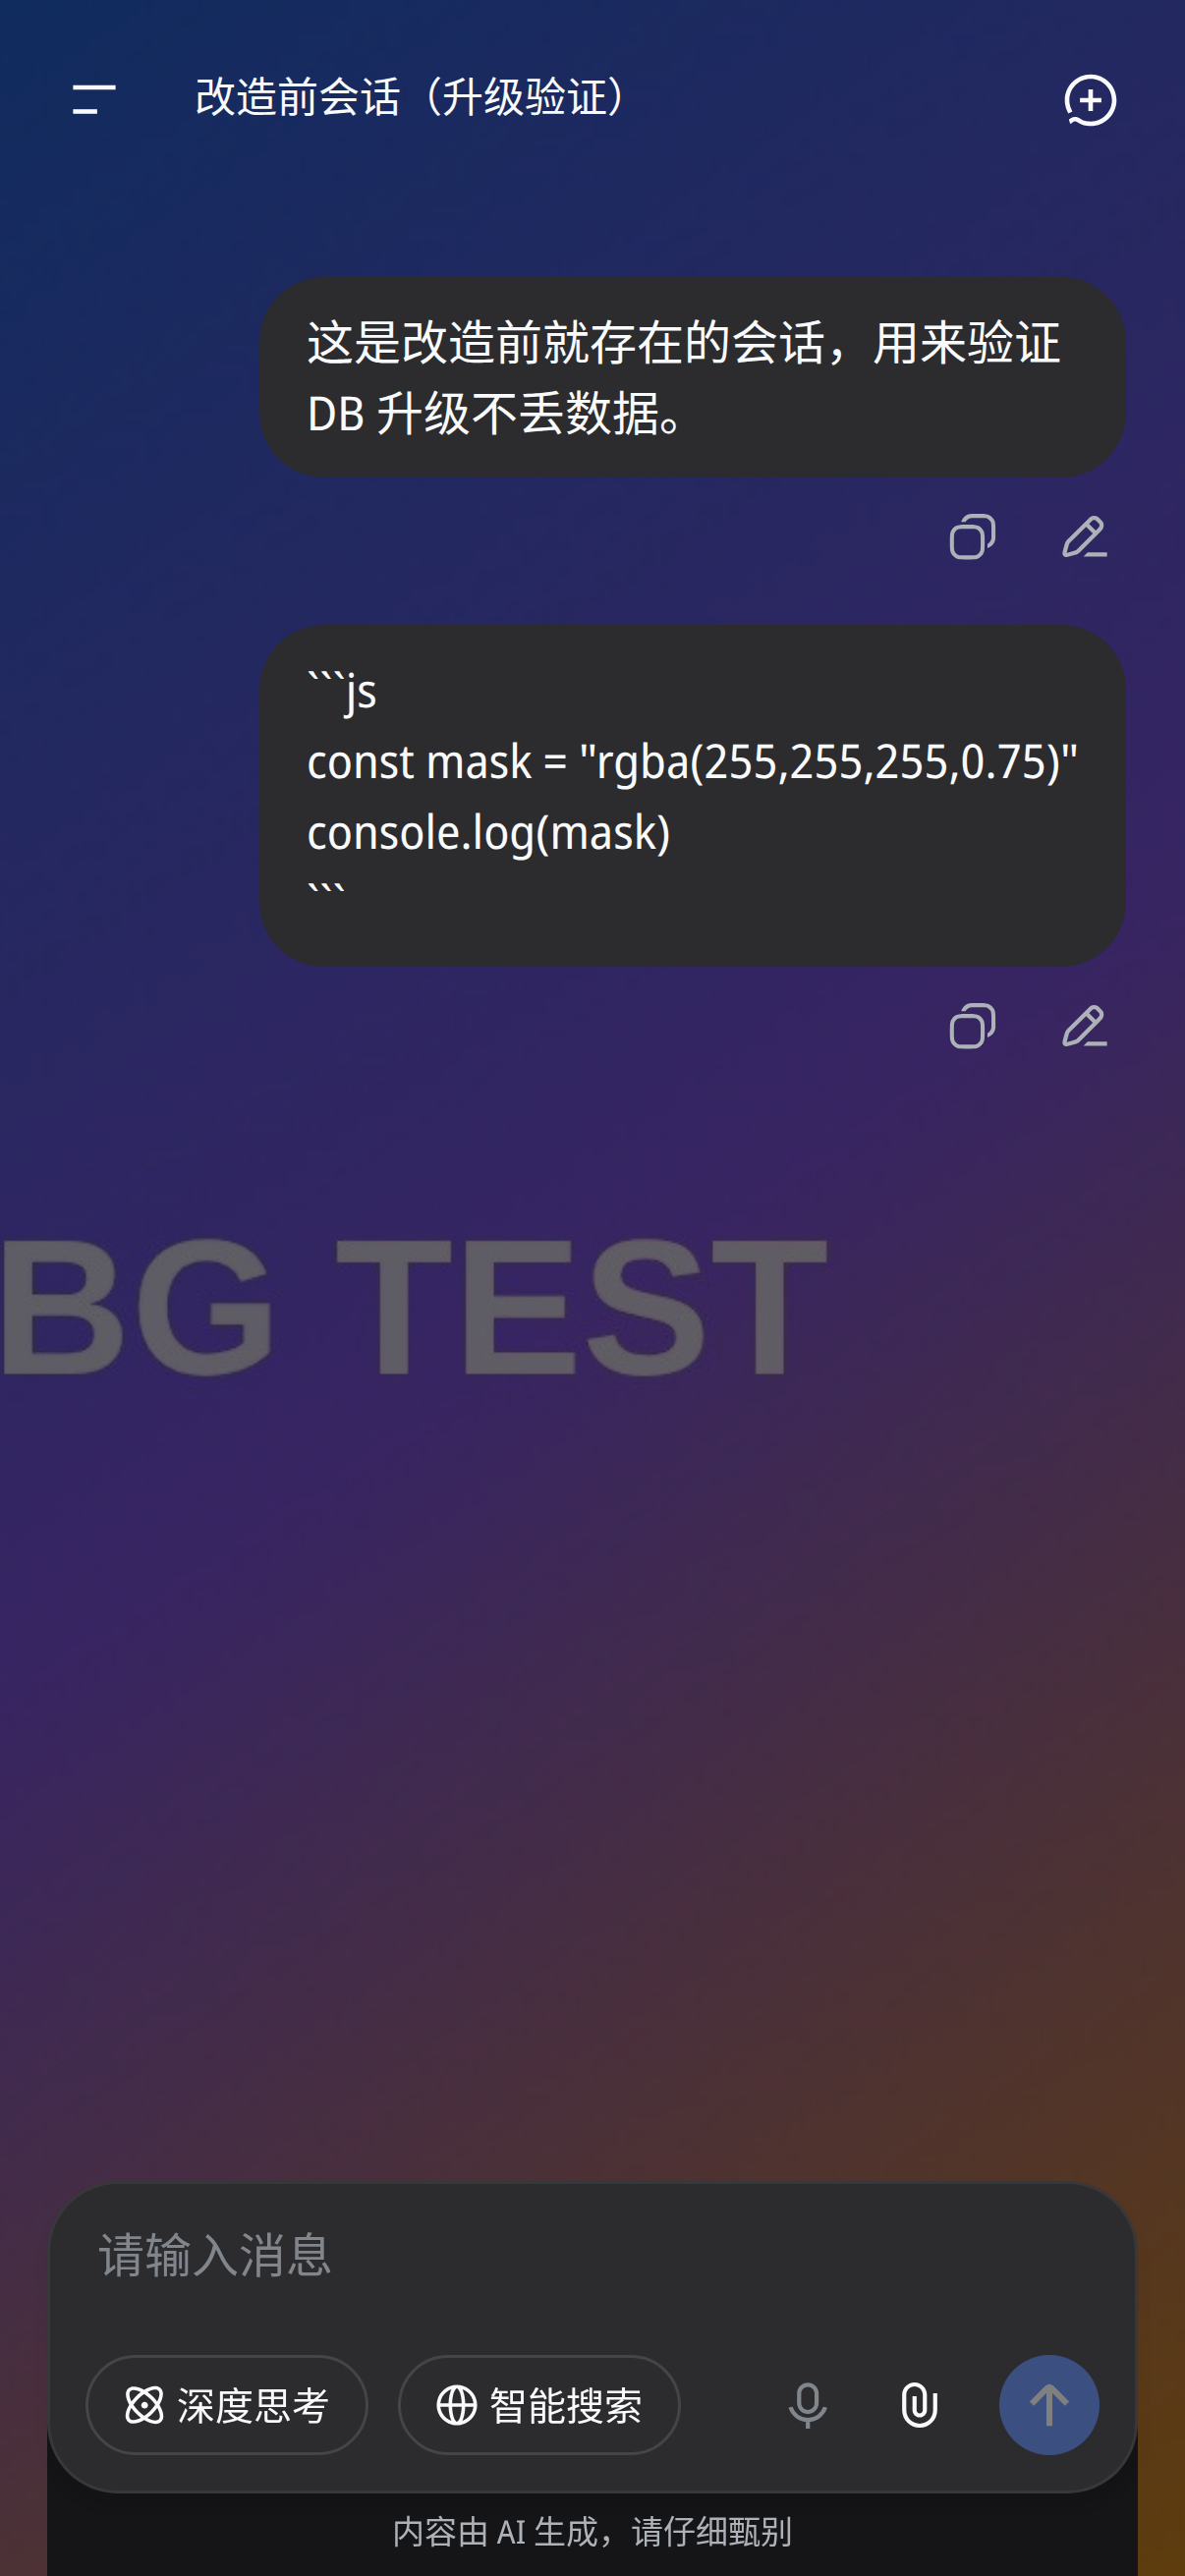 改造前会话（升级验证）
这是改造前就存在的会话，用来验证
DB 升级不丢数据。
```js
const mask = "rgba(255,255,255,0.75)"
console.log(mask)
```
BG TEST
请输入消息
深度思考
智能搜索
内容由 AI 生成，请仔细甄别